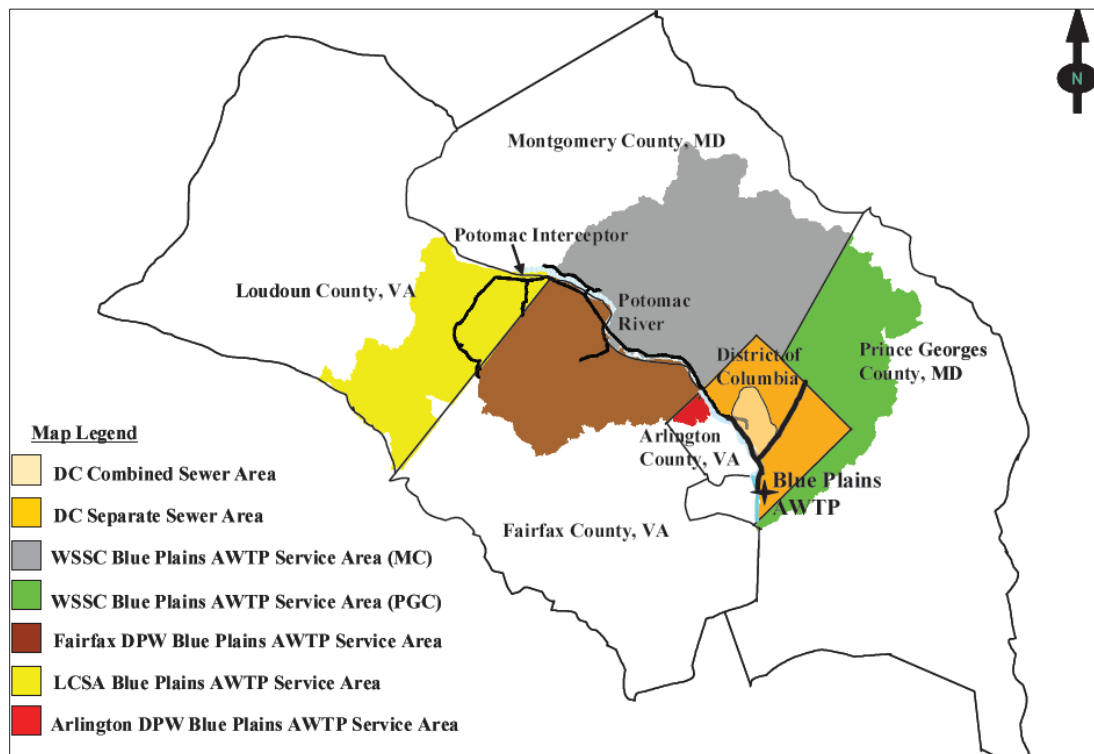 N
Montgomery County, MD
Potomac Interceptor
Loudoun County, VA
Potomac
River
District of
Columbia
Prince Georges
County, MD
Arlington
County, VA
Blue Plains
AWTP
Fairfax County, VA
Map Legend
DC Combined Sewer Area
DC Separate Sewer Area
WSSC Blue Plains AWTP Service Area (MC)
WSSC Blue Plains AWTP Service Area (PGC)
Fairfax DPW Blue Plains AWTP Service Area
LCSA Blue Plains AWTP Service Area
Arlington DPW Blue Plains AWTP Service Area